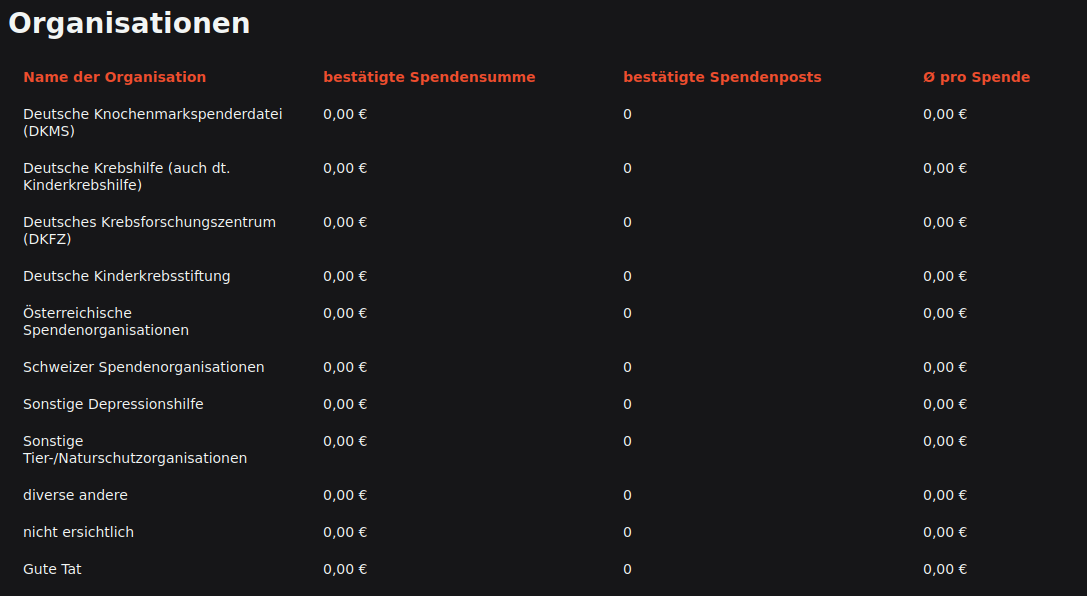 Organisationen
Name der Organisation bestätigte Spendensumme bestätigte Spendenposts Ø pro Spende
Deutsche Knochenmarkspenderdatei 0,00 € 0 0,00 €
(DKMS)
Deutsche Krebshilfe (auch dt. 0,00 € 0 0,00 €
Kinderkrebshilfe)
Deutsches Krebsforschungszentrum 0,00 € 0 0,00 €
(DKFZ)
Deutsche Kinderkrebsstiftung 0,00 € 0 0,00 €
Österreichische 0,00 € 0 0,00 €
Spendenorganisationen
Schweizer Spendenorganisationen 0,00 € 0 0,00 €
Sonstige Depressionshilfe 0,00 € 0 0,00 €
Sonstige 0,00 € 0 0,00 €
Tier-/Naturschutzorganisationen
diverse andere 0,00 € 0 0,00 €
nicht ersichtlich 0,00 € 0 0,00 €
Gute Tat 0,00 € 0 0,00 €